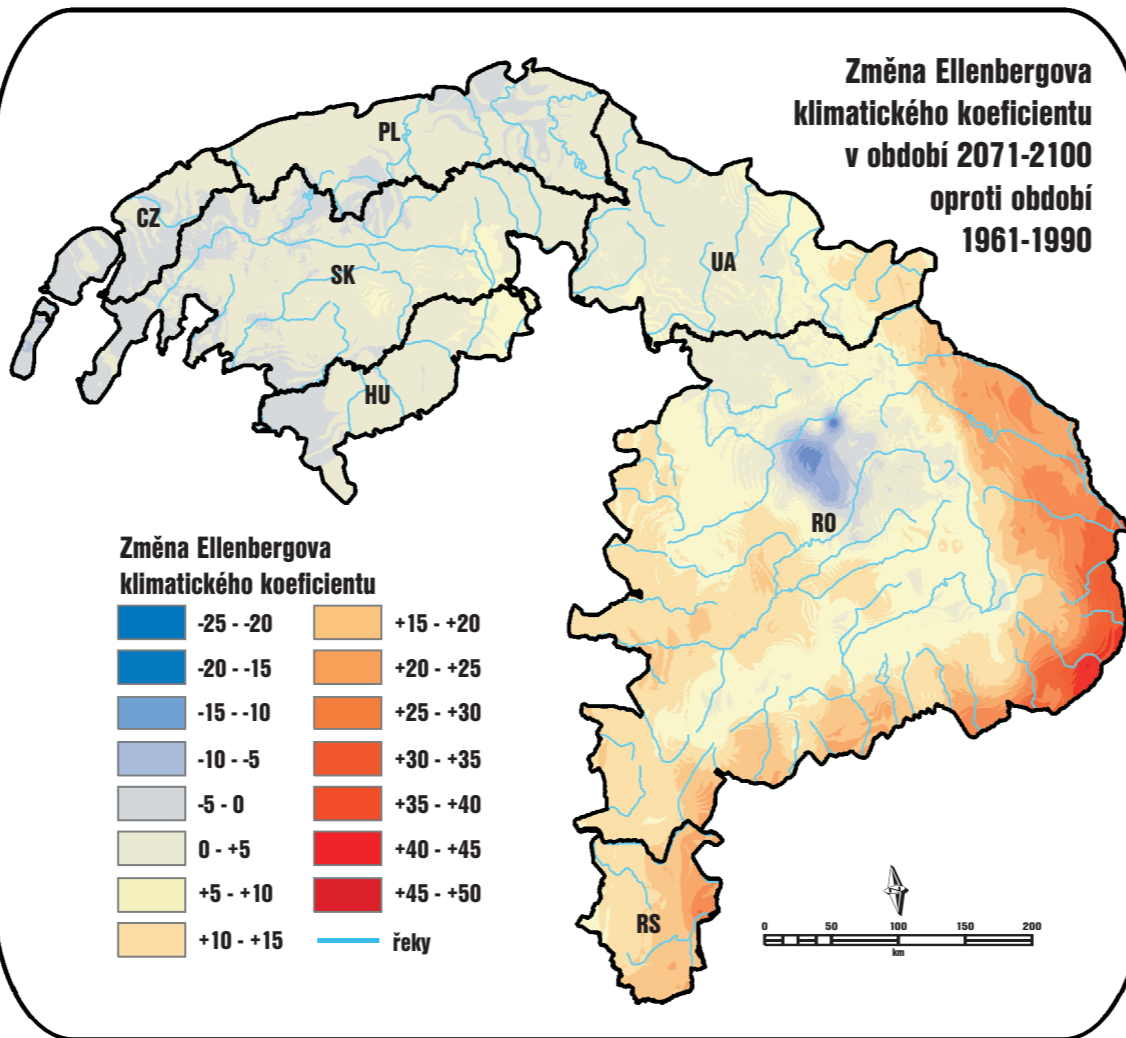 Změna Ellenbergova
klimatického koeficientu
v období 2071-2100
oproti období
1961-1990
PL
CZ
SK
UA
HU
RO
RS
Změna Ellenbergova
klimatického koeficientu
-25 - -20
-20 - -15
-15 - -10
-10 - -5
-5 - 0
0 - +5
+5 - +10
+10 - +15
+15 - +20
+20 - +25
+25 - +30
+30 - +35
+35 - +40
+40 - +45
+45 - +50
řeky
0 50 100 150 200
km